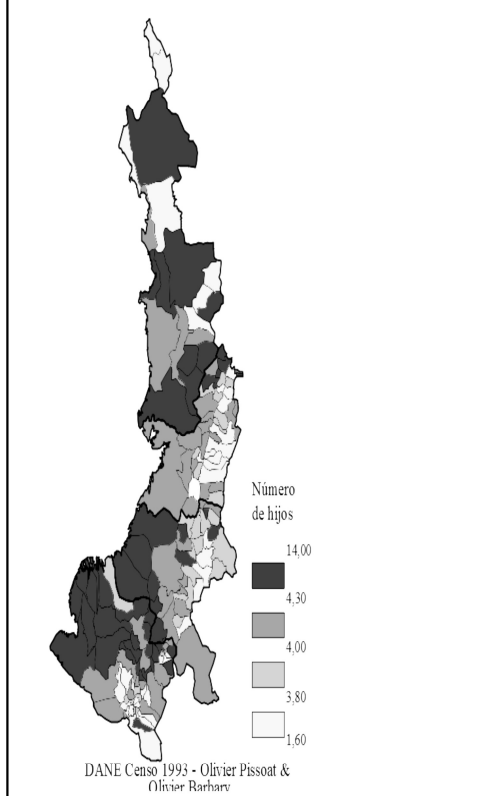 Número
de hijos
14,00
4,30
4,00
3,80
1,60
DANE Censo 1993 - Olivier Pissoat &
Olivier Barbary